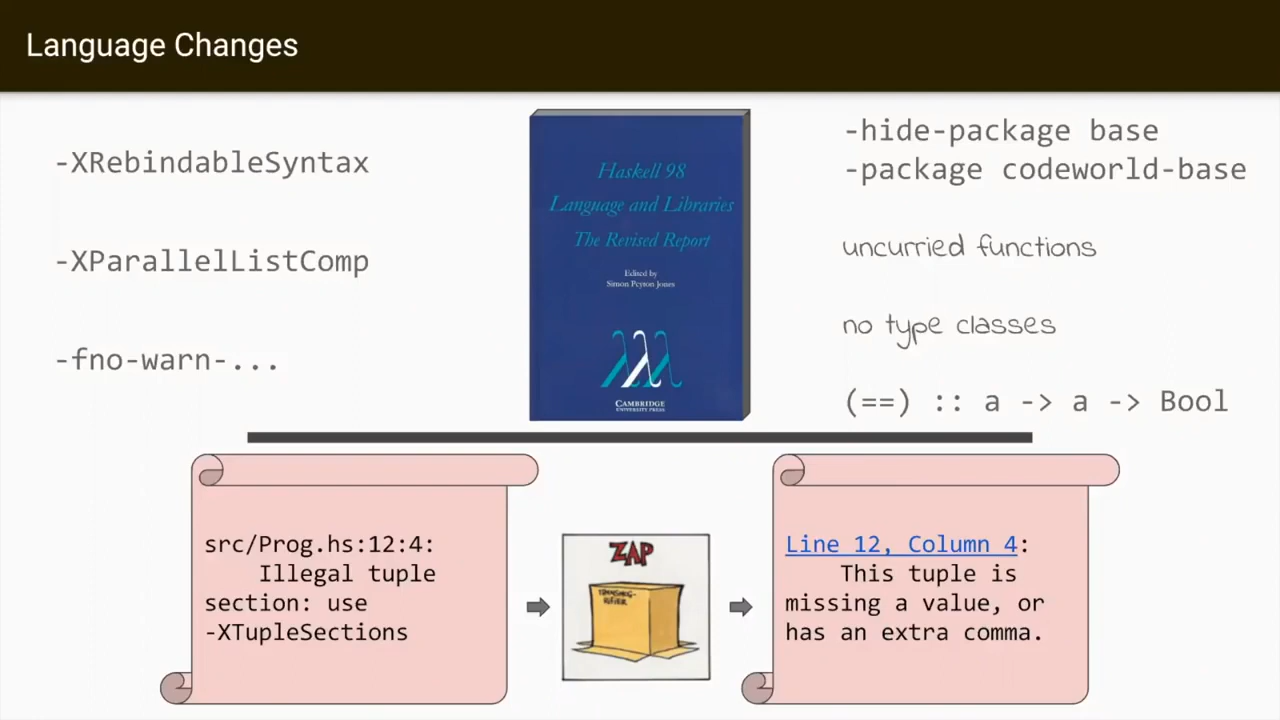 Language Changes
-XRebindableSyntax
-XParallelListComp
-fno-warn-...
Haskell 98
Language and Libraries
The Revised Report
Edited by
Simon Peyton Jones
CAMBRIDGE
UNIVERSITY PRESS
-hide-package base
-package codeworld-base
uncurried functions
no type classes
(==) :: a -> a -> Bool
src/Prog.hs:12:4:
Illegal tuple
section: use
-XTupleSections
ZAP
TRANSMOG-
RIFIER
Line 12, Column 4:
This tuple is
missing a value, or
has an extra comma.